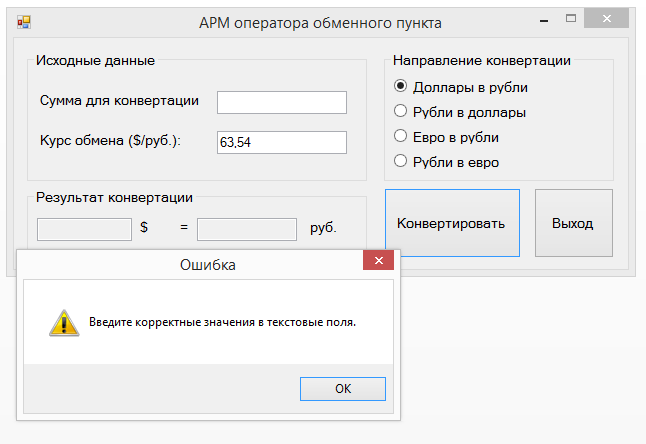 АРМ оператора обменного пункта
Исходные данные
Сумма для конвертации
Курс обмена ($/руб.):
63,54
Направление конвертации
Доллары в рубли
Рубли в доллары
Евро в рубли
Рубли в евро
Результат конвертации
$ = руб.
Конвертировать
Выход
Ошибка
Введите корректные значения в текстовые поля.
OK